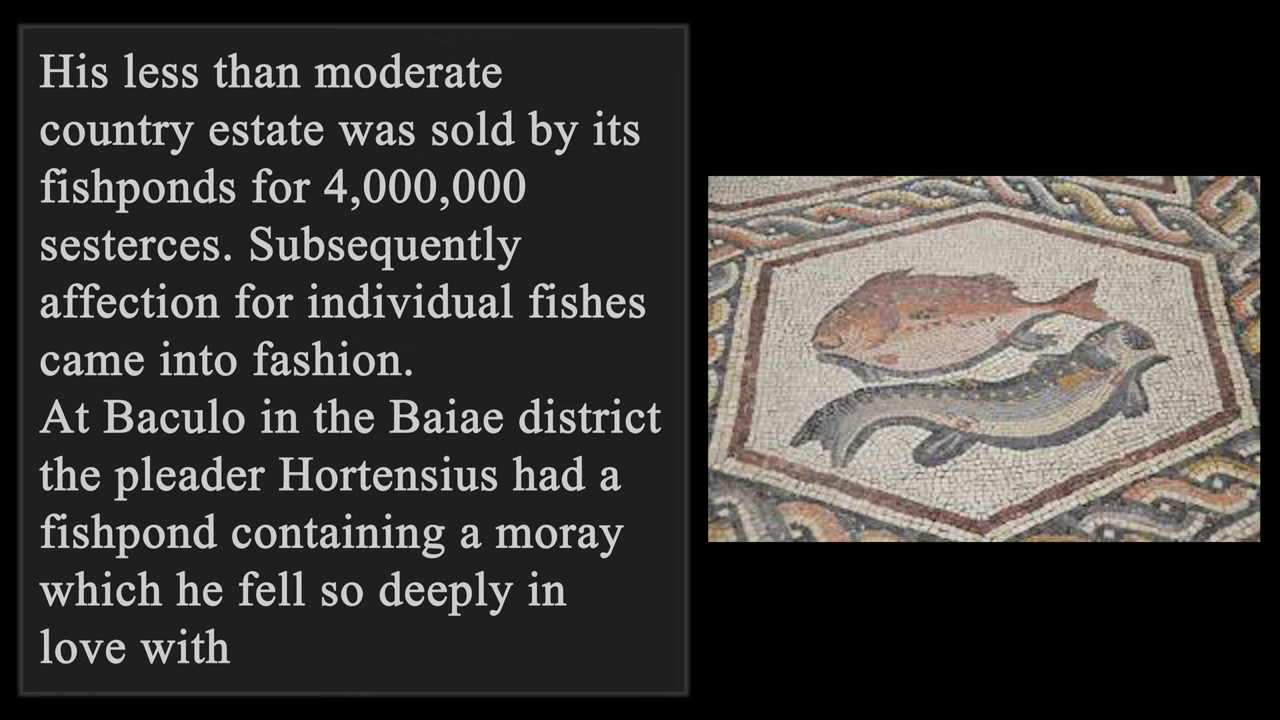 His less than moderate
country estate was sold by its
fishponds for 4,000,000
sesterces. Subsequently
affection for individual fishes
came into fashion.
At Baculo in the Baiae district
the pleader Hortensius had a
fishpond containing a moray
which he fell so deeply in
love with